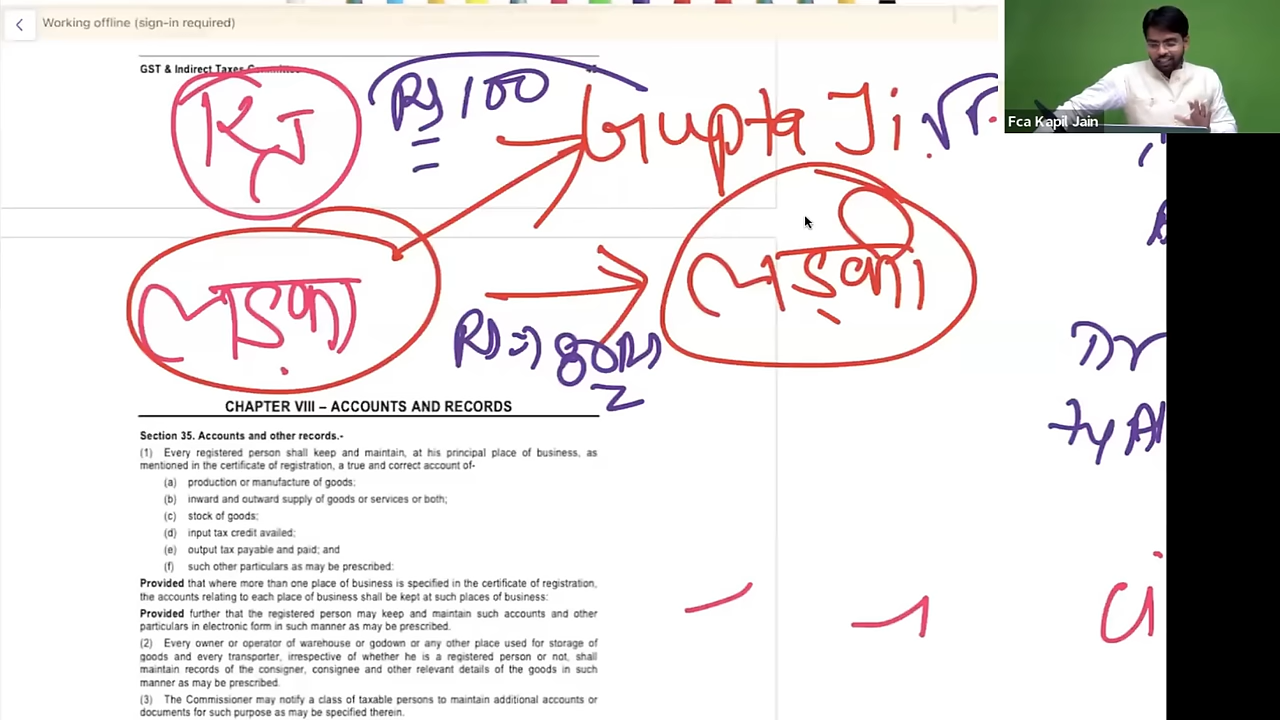 Working offline (sign-in required)
GST & Indirect Taxes Committee
KJ
Rs 100
Gupta Ji
Fca Kapil Jain
लड़का
लड़की
CHAPTER VIII – ACCOUNTS AND RECORDS
Section 35. Accounts and other records.-
(1) Every registered person shall keep and maintain, at his principal place of business, as
mentioned in the certificate of registration, a true and correct account of-
(a) production or manufacture of goods;
(b) inward and outward supply of goods or services or both;
(c) stock of goods;
(d) input tax credit availed;
(e) output tax payable and paid; and
(f) such other particulars as may be prescribed:
Provided that where more than one place of business is specified in the certificate of registration,
the accounts relating to each place of business shall be kept at such places of business:
Provided further that the registered person may keep and maintain such accounts and other
particulars in electronic form in such manner as may be prescribed.
(2) Every owner or operator of warehouse or godown or any other place used for storage of
goods and every transporter, irrespective of whether he is a registered person or not, shall
maintain records of the consigner, consignee and other relevant details of the goods in such
manner as may be prescribed.
(3) The Commissioner may notify a class of taxable persons to maintain additional accounts or
documents for such purpose as may be specified therein.